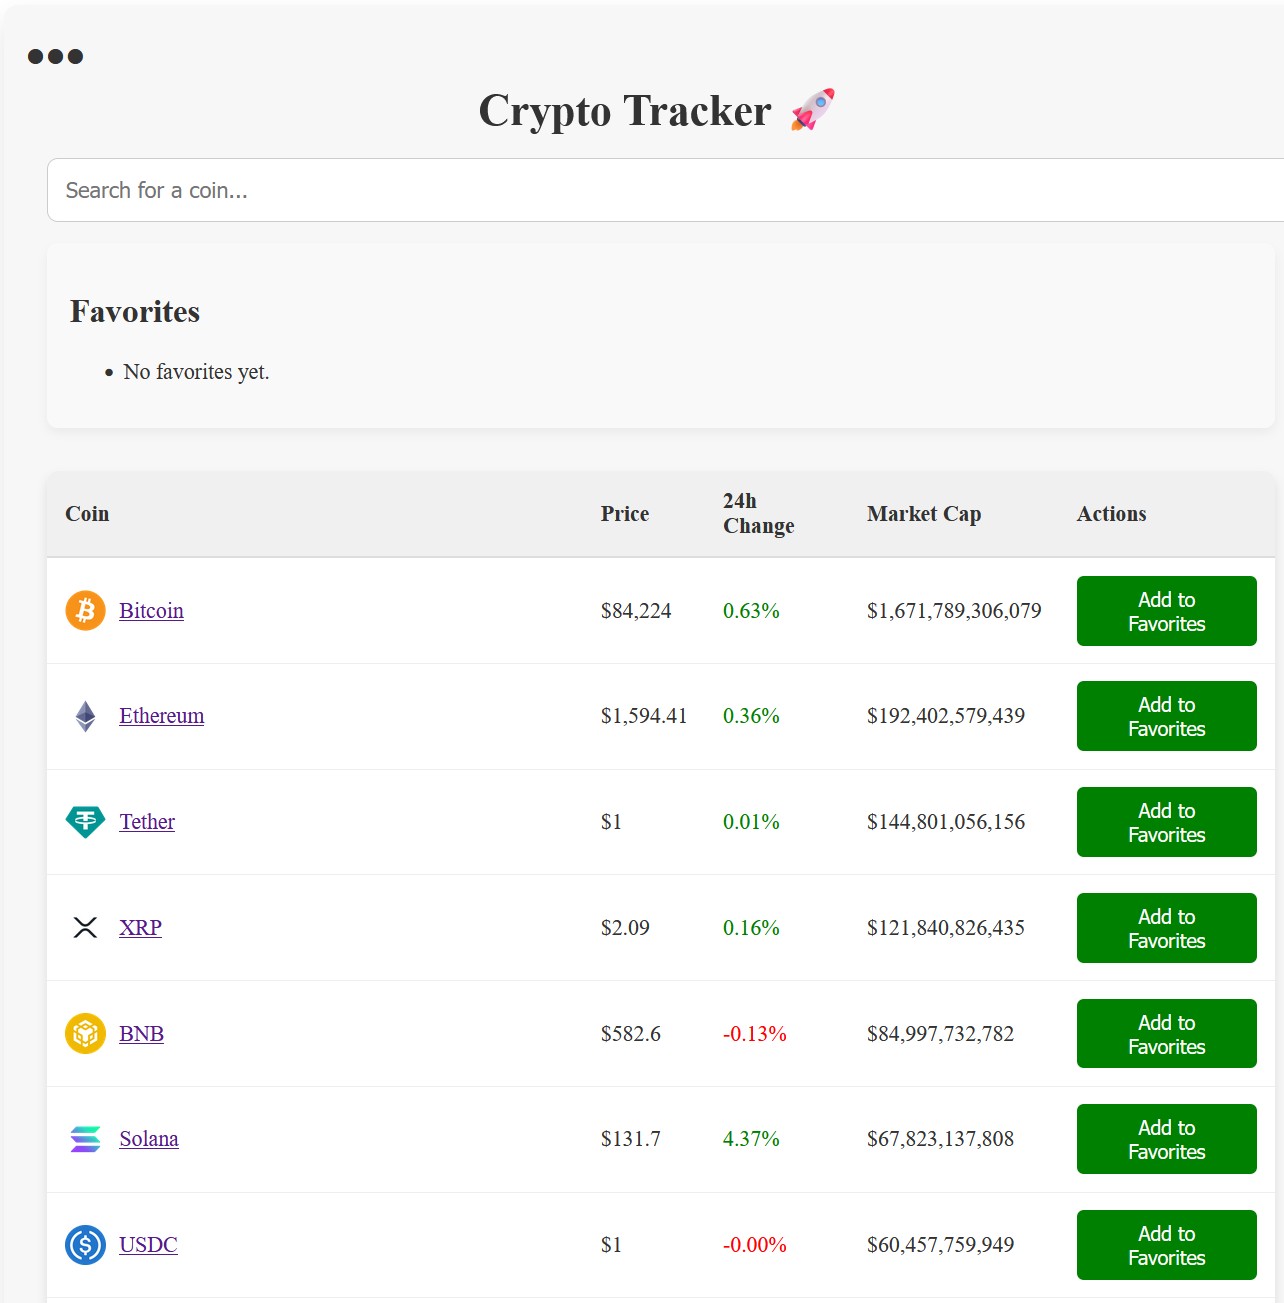 Crypto Tracker 🚀
Search for a coin...
Favorites
• No favorites yet.
Coin Price 24h Change Market Cap Actions
Bitcoin $84,224 0.63% $1,671,789,306,079 Add to Favorites
Ethereum $1,594.41 0.36% $192,402,579,439 Add to Favorites
Tether $1 0.01% $144,801,056,156 Add to Favorites
XRP $2.09 0.16% $121,840,826,435 Add to Favorites
BNB $582.6 -0.13% $84,997,732,782 Add to Favorites
Solana $131.7 4.37% $67,823,137,808 Add to Favorites
USDC $1 -0.00% $60,457,759,949 Add to Favorites